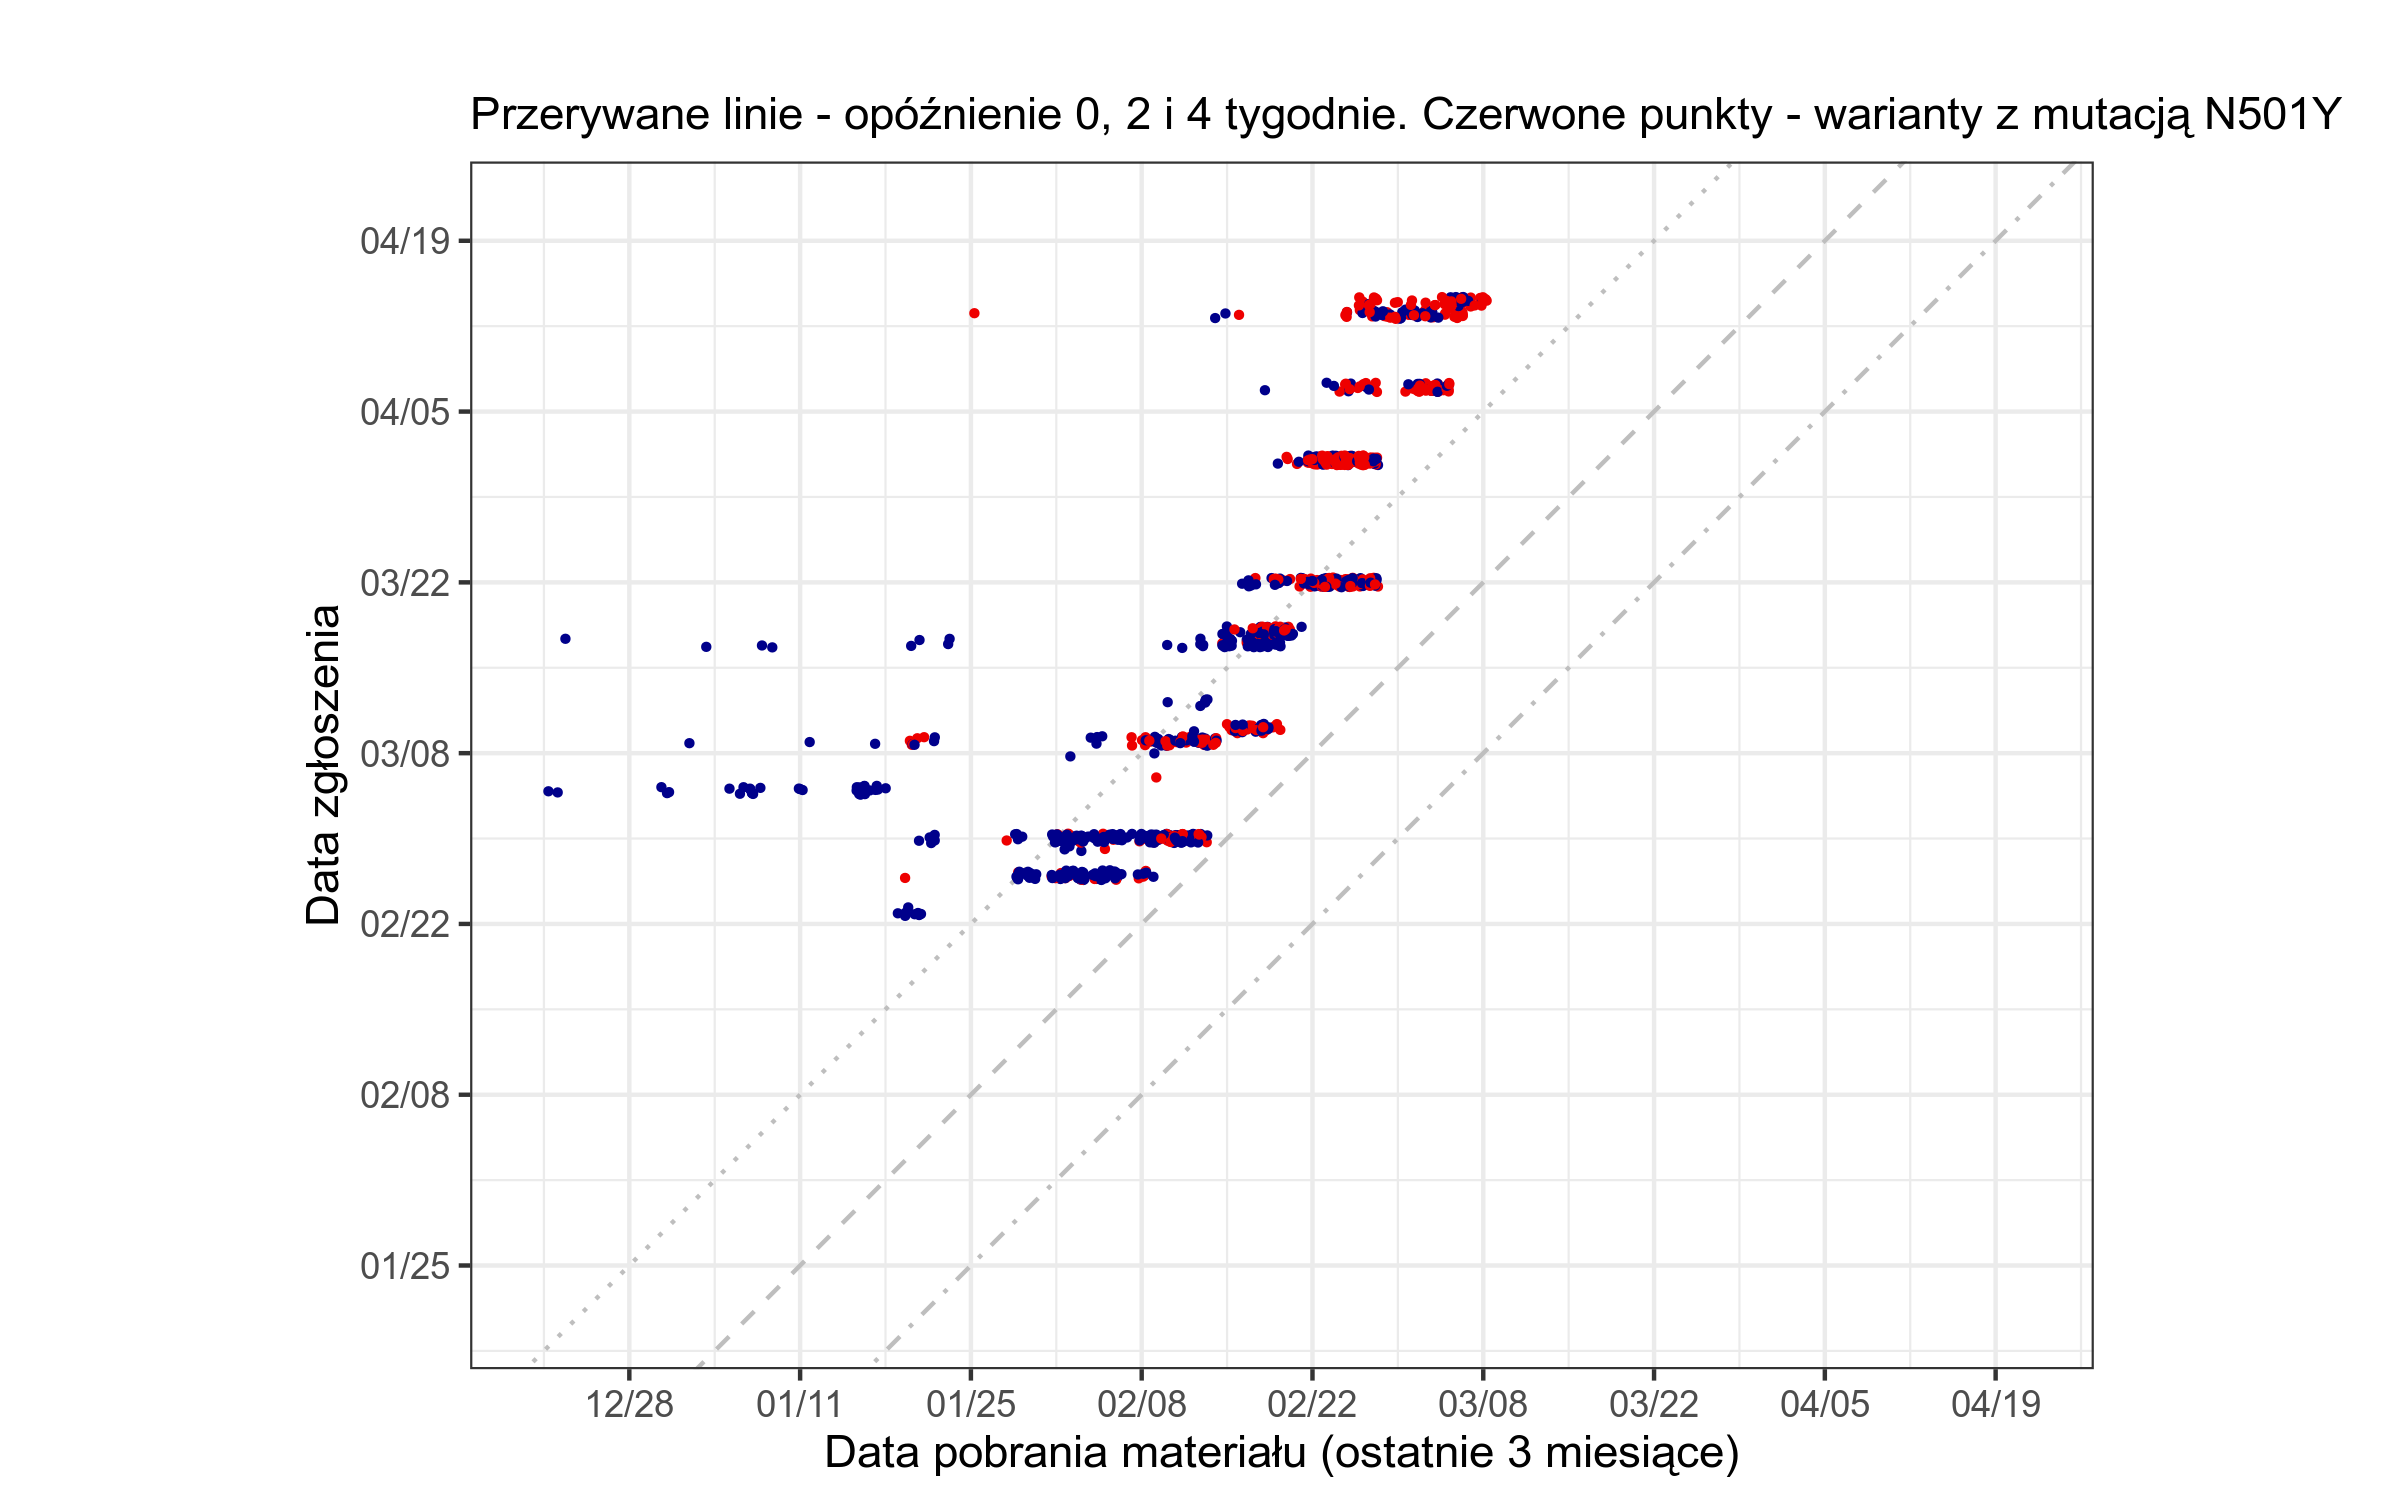 Przerywane linie - opóźnienie 0, 2 i 4 tygodnie. Czerwone punkty - warianty z mutacją N501Y
04/19
04/05
03/22
03/08
02/22
02/08
01/25
Data zgłoszenia
12/28 01/11 01/25 02/08 02/22 03/08 03/22 04/05 04/19
Data pobrania materiału (ostatnie 3 miesiące)